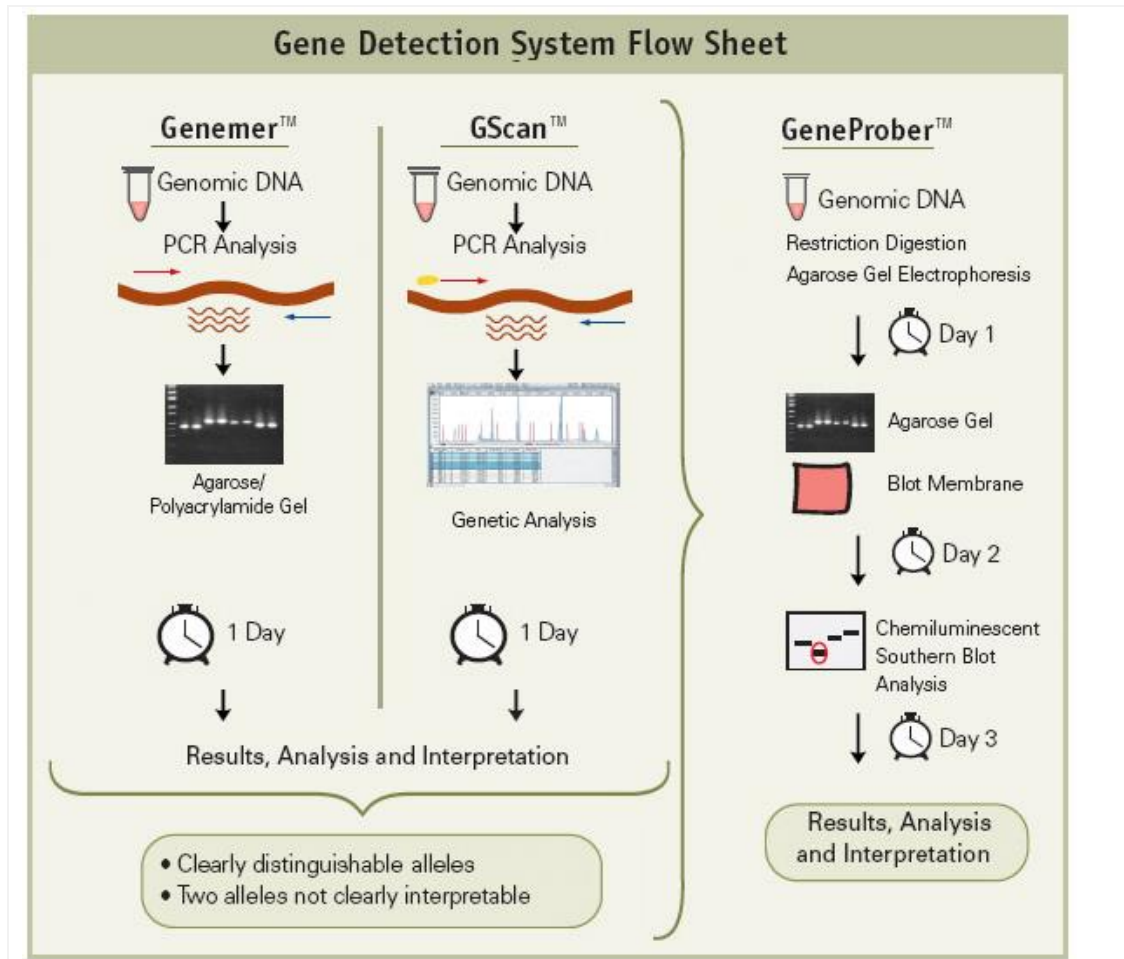 Gene Detection System Flow Sheet
Genemer™
Genomic DNA
PCR Analysis
Agarose/
Polyacrylamide Gel
1 Day
GScan™
Genomic DNA
PCR Analysis
Genetic Analysis
1 Day
Results, Analysis and Interpretation
• Clearly distinguishable alleles
• Two alleles not clearly interpretable
GeneProber™
Genomic DNA
Restriction Digestion
Agarose Gel Electrophoresis
Day 1
Agarose Gel
Blot Membrane
Day 2
Chemiluminescent
Southern Blot
Analysis
Day 3
Results, Analysis
and Interpretation